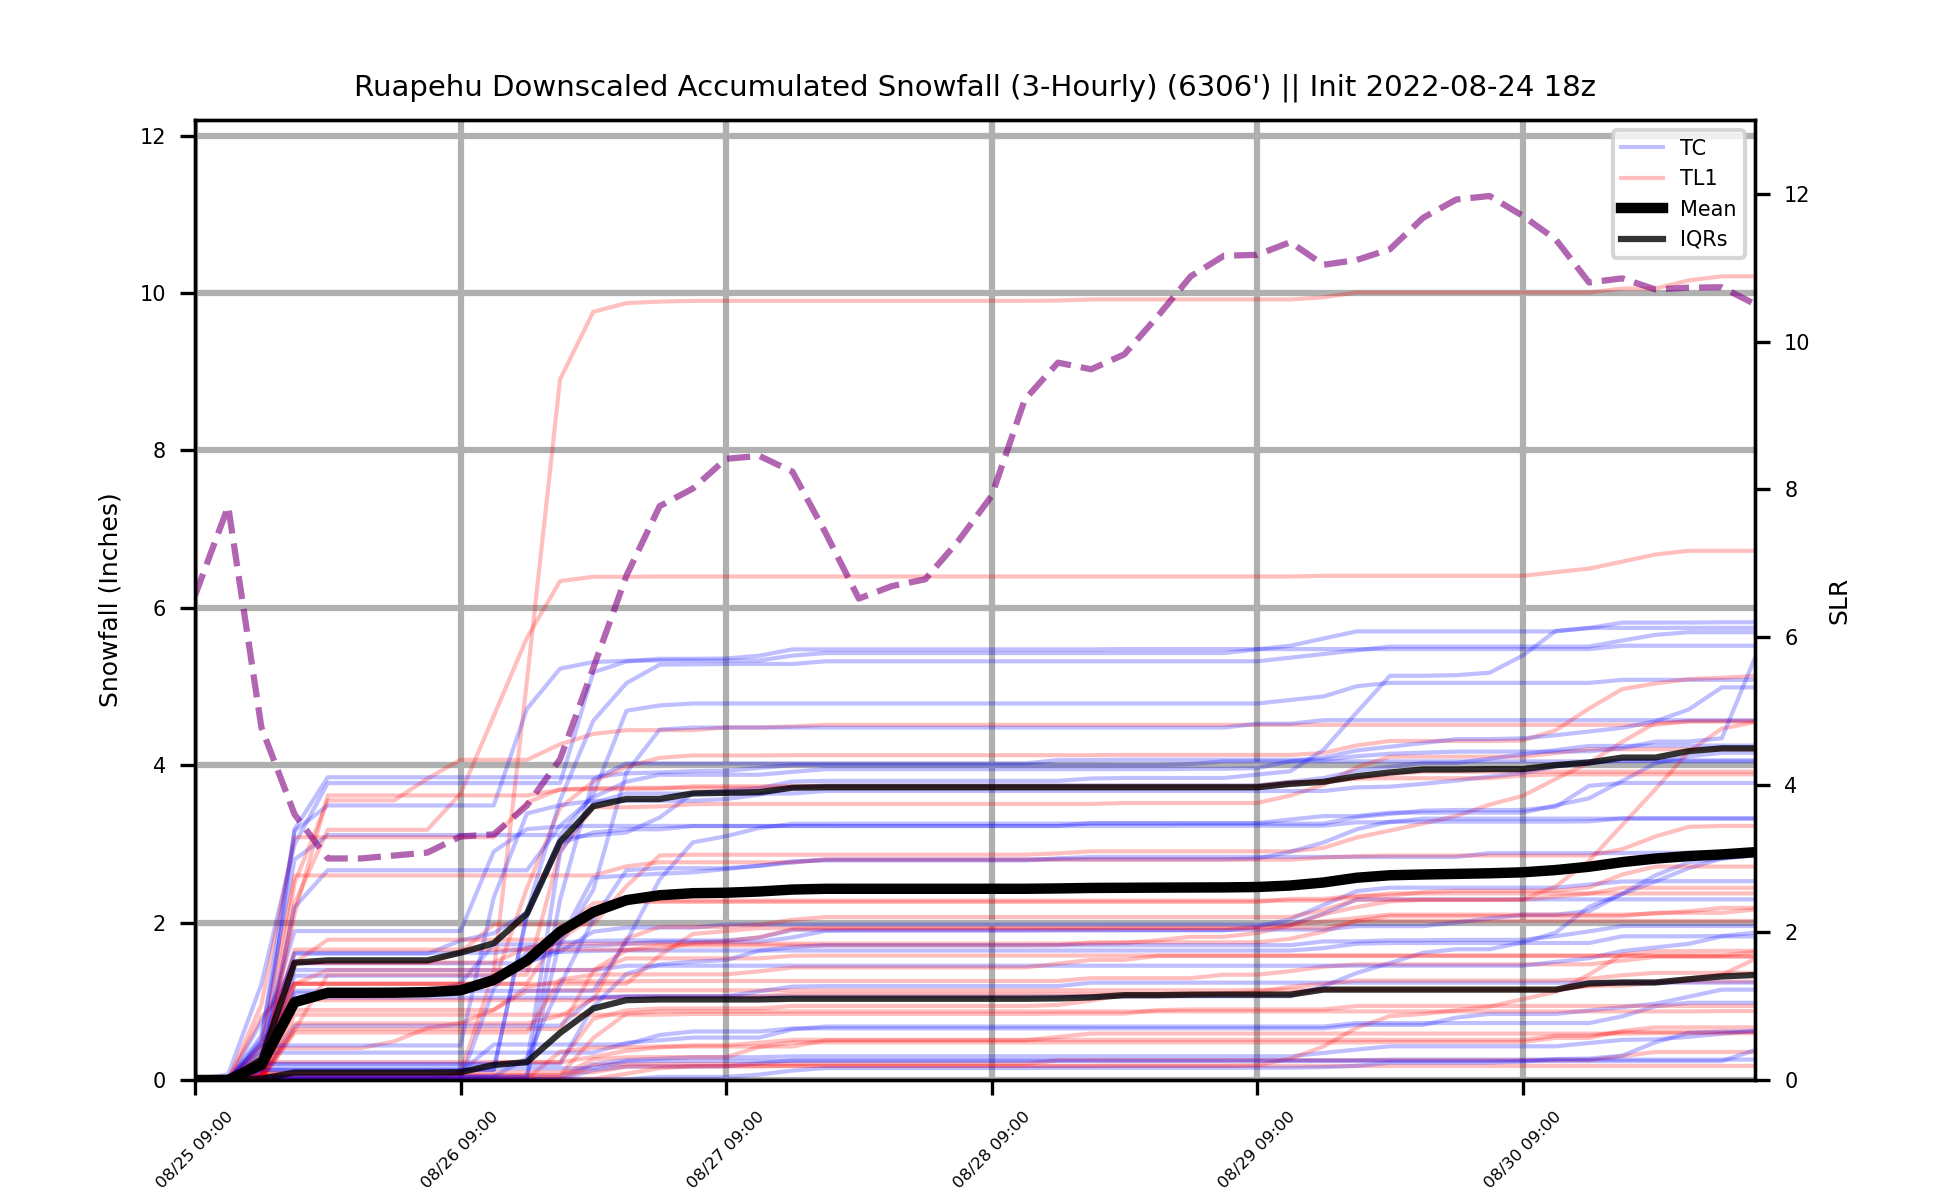 Ruapehu Downscaled Accumulated Snowfall (3-Hourly) (6306') || Init 2022-08-24 18z
TC
TL1
Mean
IQRs
Snowfall (Inches)
12
10
8
6
4
2
0
SLR
12
10
8
6
4
2
0
08/25 09:00
08/26 09:00
08/27 09:00
08/28 09:00
08/29 09:00
08/30 09:00